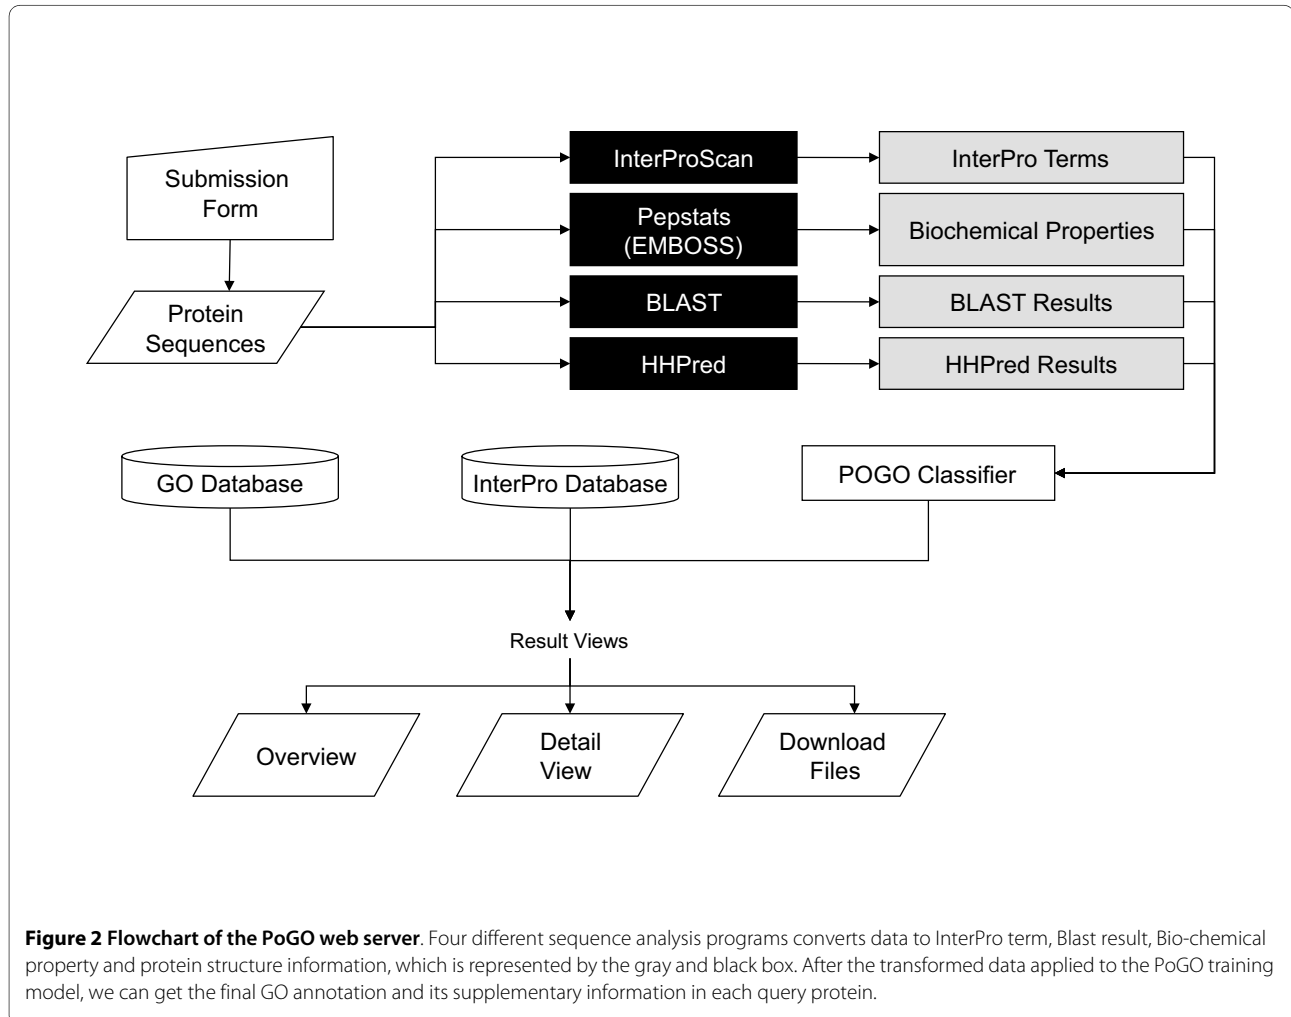 Submission
Form
Protein
Sequences
InterProScan
InterPro Terms
Pepstats
(EMBOSS)
Biochemical Properties
BLAST
BLAST Results
HHPred
HHPred Results
GO Database
InterPro Database
POGO Classifier
Result Views
Overview
Detail
View
Download
Files
Figure 2 Flowchart of the PoGO web server. Four different sequence analysis programs converts data to InterPro term, Blast result, Bio-chemical
property and protein structure information, which is represented by the gray and black box. After the transformed data applied to the PoGO training
model, we can get the final GO annotation and its supplementary information in each query protein.